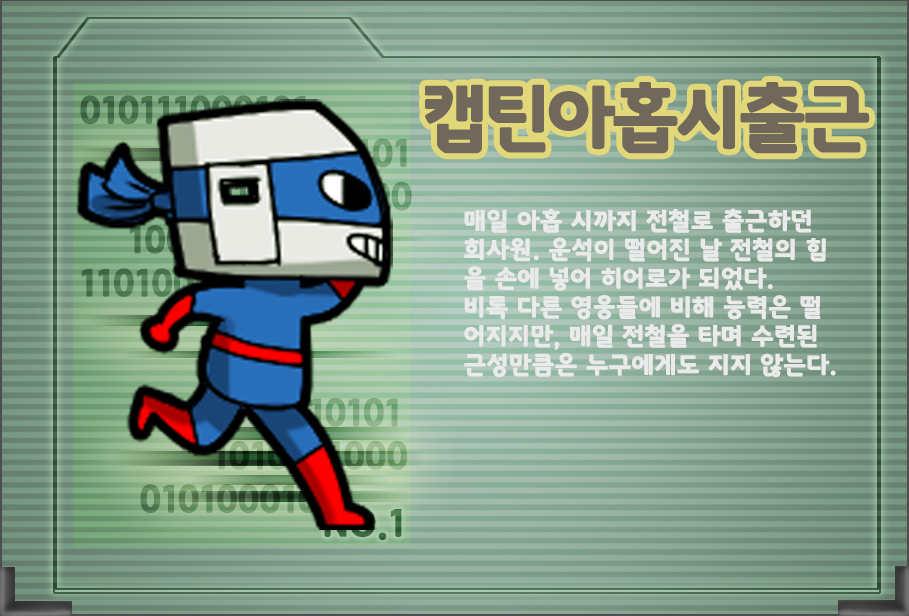 캡틴아홉시출근
매일 아홉 시까지 전철로 출근하던
회사원. 운석이 떨어진 날 전철의 힘
을 손에 넣어 히어로가 되었다.
비록 다른 영웅들에 비해 능력은 떨
어지지만, 매일 전철을 타며 수련된
근성만큼은 누구에게도 지지 않는다.
010111000101
101
10101
1000
NO.1